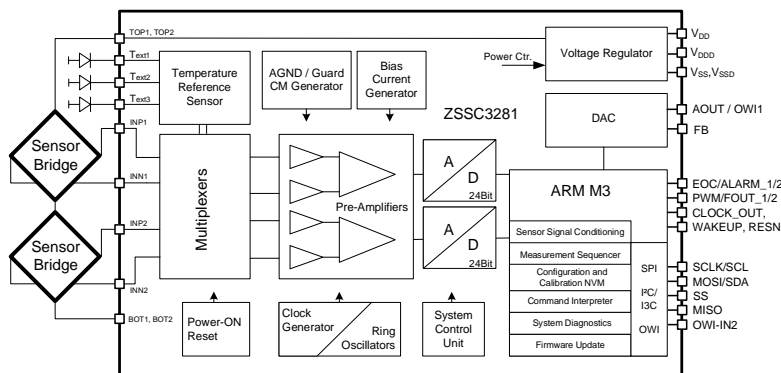 TOP1, TOP2
Text1
Text2
Text3
INP1
INN1
INP2
INN2
BOT1, BOT2
Sensor
Bridge
Sensor
Bridge
Temperature
Reference
Sensor
AGND / Guard
CM Generator
Bias
Current
Generator
Power Ctr.
Voltage Regulator
ZSSC3281
DAC
Multiplexers
Pre-Amplifiers
A
D
24Bit
A
D
24Bit
ARM M3
Sensor Signal Conditioning
Measurement Sequencer
Configuration and
Calibration NVM
Command Interpreter
System Diagnostics
Firmware Update
SPI
I²C/
I3C
OWI
Power-ON
Reset
Clock
Generator
Ring
Oscillators
System
Control
Unit
VDD
VDDD
VSS,VSSD
AOUT / OWI1
FB
EOC/ALARM_1/2
PWM/FOUT_1/2
CLOCK_OUT,
WAKEUP, RESN
SCLK/SCL
MOSI/SDA
SS
MISO
OWI-IN2